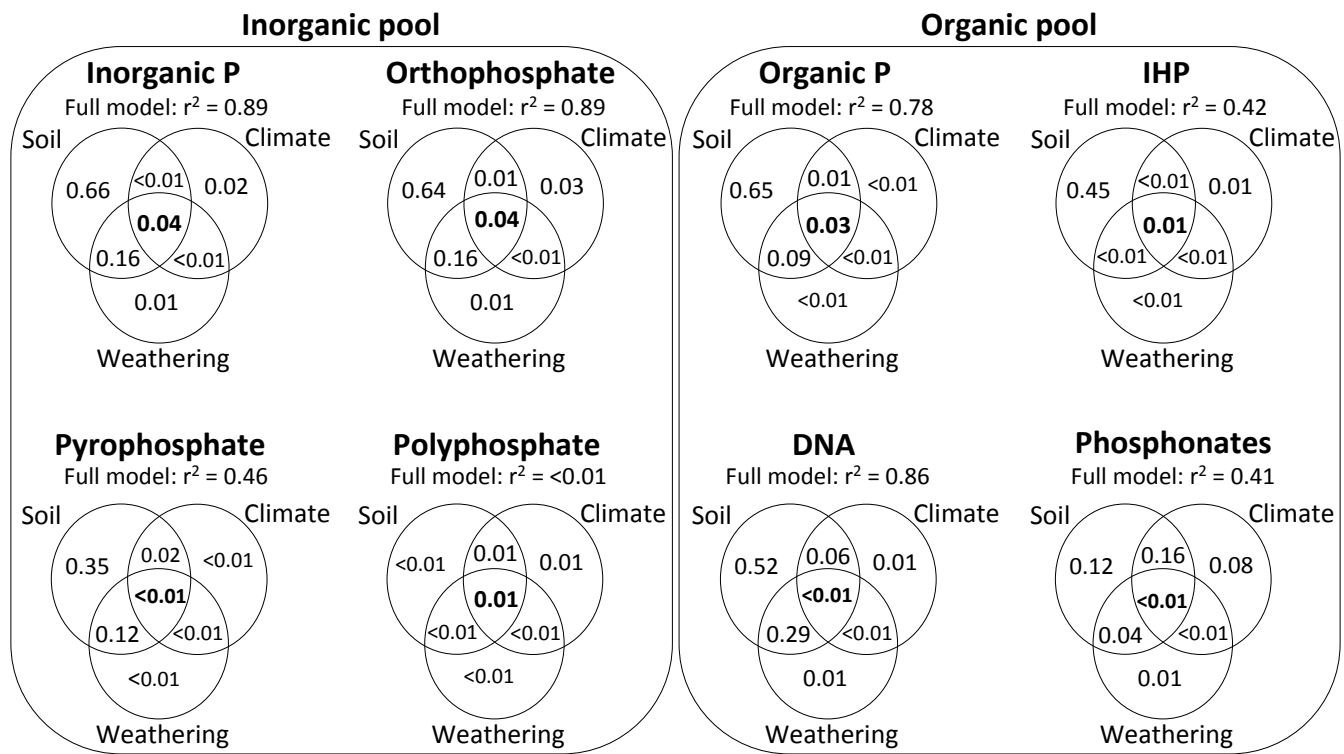 Inorganic pool
Inorganic P
Full model: r² = 0.89
Soil
Climate
0.66
<0.01
0.02
0.04
0.16
<0.01
0.01
Weathering
Orthophosphate
Full model: r² = 0.89
Soil
Climate
0.64
0.01
0.03
0.04
0.16
<0.01
0.01
Weathering
Pyrophosphate
Full model: r² = 0.46
Soil
Climate
0.35
0.02
<0.01
<0.01
0.12
<0.01
<0.01
Weathering
Polyphosphate
Full model: r² = <0.01
Soil
Climate
<0.01
0.01
0.01
0.01
<0.01
<0.01
<0.01
Weathering
Organic pool
Organic P
Full model: r² = 0.78
Soil
Climate
0.65
0.01
<0.01
0.03
0.09
<0.01
<0.01
Weathering
IHP
Full model: r² = 0.42
Soil
Climate
0.45
<0.01
0.01
0.01
<0.01
<0.01
<0.01
Weathering
DNA
Full model: r² = 0.86
Soil
Climate
0.52
0.06
0.01
<0.01
0.29
<0.01
0.01
Weathering
Phosphonates
Full model: r² = 0.41
Soil
Climate
0.12
0.16
0.08
<0.01
0.04
<0.01
0.01
Weathering